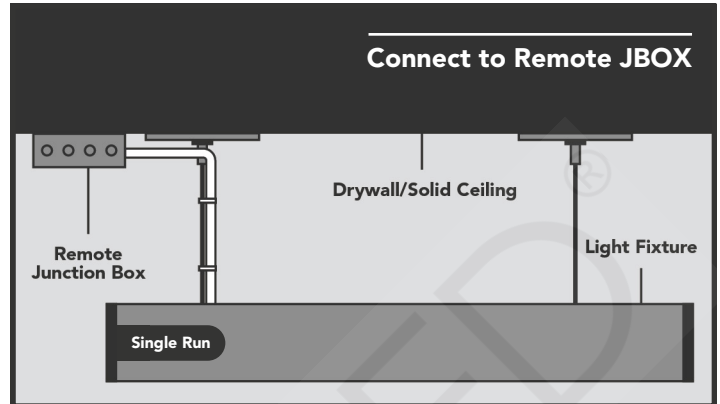 Connect to Remote JBOX
Drywall/Solid Ceiling
Remote
Junction Box
Light Fixture
Single Run
®